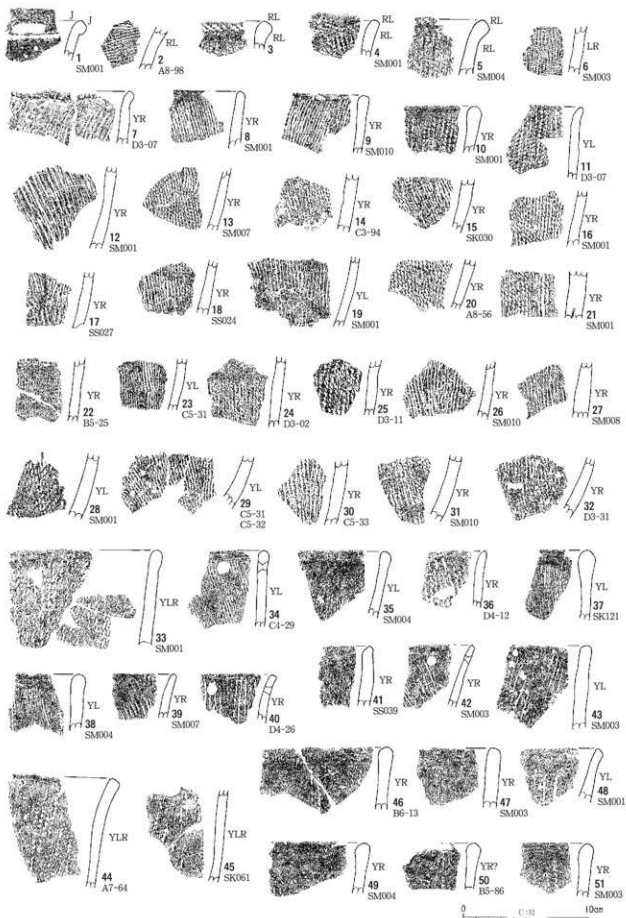 J J
1
SM001
RL
2
A8-98
RL
RL
3
RL
RL
4
SM001
RL
RL
5
SM004
LR
6
SM003
YR
7
D3-07
YR
8
SM001
YR
9
SM010
YR
10
SM001
YL
11
D3-07
YR
12
SM001
YR
13
SM007
YR
14
C3-94
YR
15
SK030
YR
16
SM001
YR
17
SS027
YR
18
SS024
YL
19
SM001
YR
20
A8-56
YR
21
SM001
YR
22
B5-25
YL
23
C5-31
YR
24
D3-02
YR
25
D3-11
YR
26
SM010
YR
27
SM008
YL
28
SM001
YL
29
C5-31
C5-32
YR
30
C5-33
YR
31
SM010
YR
32
D3-31
YLR
33
SM001
YL
34
C4-29
YL
35
SM004
YR
36
D4-12
YL
37
SK121
YL
38
SM004
YR
39
SM007
YR
40
D4-26
YR
41
SS039
YR
42
SM003
YL
43
SM003
YLR
44
A7-64
YLR
45
SK061
YR
46
B6-13
YR
47
SM003
YL
48
SM001
YR
49
SM004
YR?
50
B5-86
YR
51
SM003
0 10cm